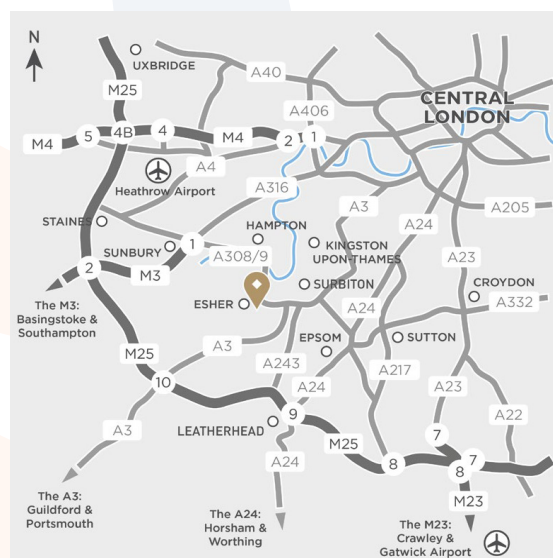 N
UXBRIDGE
A40
M25
A406
CENTRAL
LONDON
M4
5
4B
4
M4
2
1
A4
Heathrow Airport
A316
A3
A24
A205
STAINES
HAMPTON
SUNBURY
1
KINGSTON
UPON-THAMES
A23
A308/9
2
M3
SURBITON
CROYDON
ESHER
A24
A332
The M3:
Basingstoke &
Southampton
M25
A3
A243
EPSOM
SUTTON
A217
10
A24
A23
A22
A3
9
LEATHERHEAD
M25
7
7
8
8
A24
M23
The A3:
Guildford &
Portsmouth
The A24:
Horsham &
Worthing
The M23:
Crawley &
Gatwick Airport